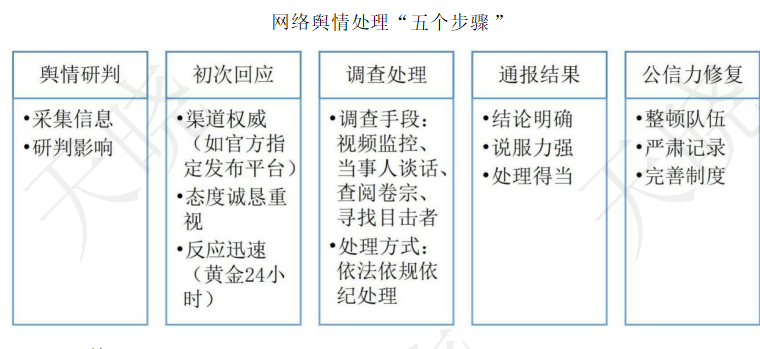 网络舆情处理“五个步骤”
舆情研判
•采集信息
•研判影响
初次回应
•渠道权威
（如官方指
定发布平台）
•态度诚恳重
视
•反应迅速
（黄金24小
时）
调查处理
•调查手段：
视频监控、
当事人谈话、
查阅卷宗、
寻找目击者
•处理方式：
依法依规依
纪处理
通报结果
•结论明确
•说服力强
•处理得当
公信力修复
•整顿队伍
•严肃记录
•完善制度
天晓
天晓